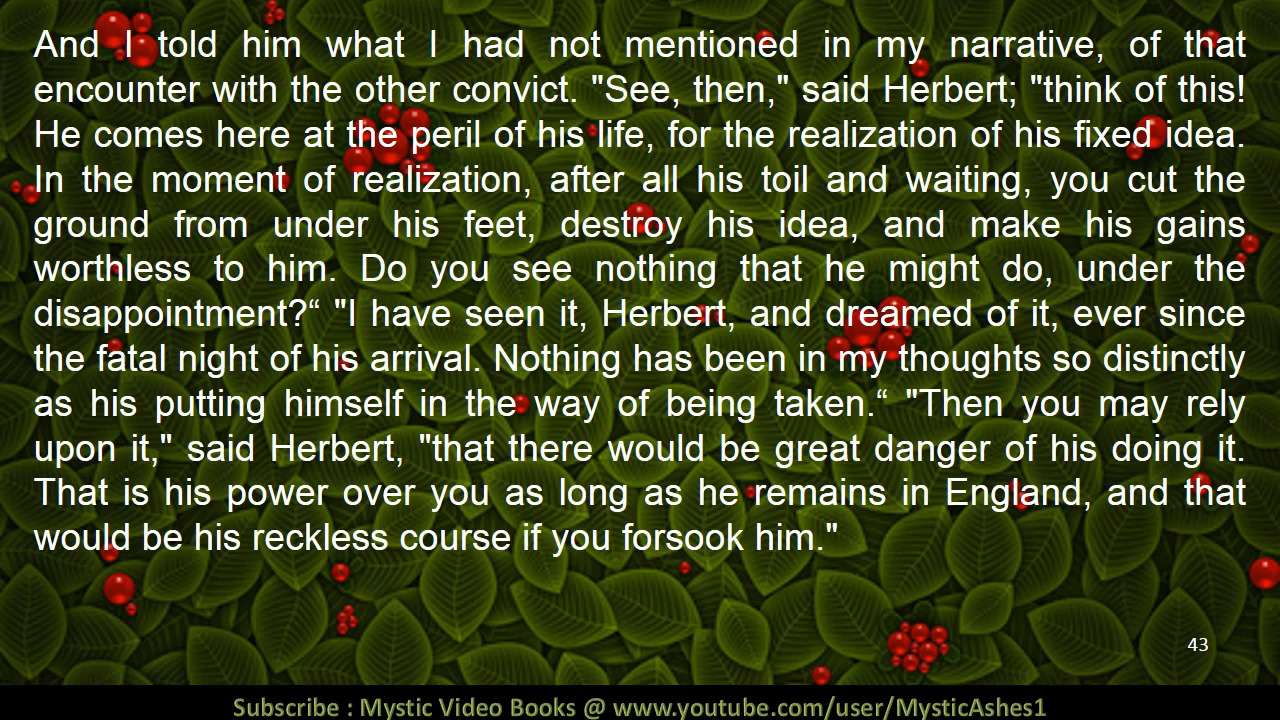 And I told him what I had not mentioned in my narrative, of that
encounter with the other convict. "See, then," said Herbert; "think of this!
He comes here at the peril of his life, for the realization of his fixed idea.
In the moment of realization, after all his toil and waiting, you cut the
ground from under his feet, destroy his idea, and make his gains
worthless to him. Do you see nothing that he might do, under the
disappointment?“ "I have seen it, Herbert, and dreamed of it, ever since
the fatal night of his arrival. Nothing has been in my thoughts so distinctly
as his putting himself in the way of being taken.“ "Then you may rely
upon it," said Herbert, "that there would be great danger of his doing it.
That is his power over you as long as he remains in England, and that
would be his reckless course if you forsook him."
43
Subscribe : Mystic Video Books @ www.youtube.com/user/MysticAshes1